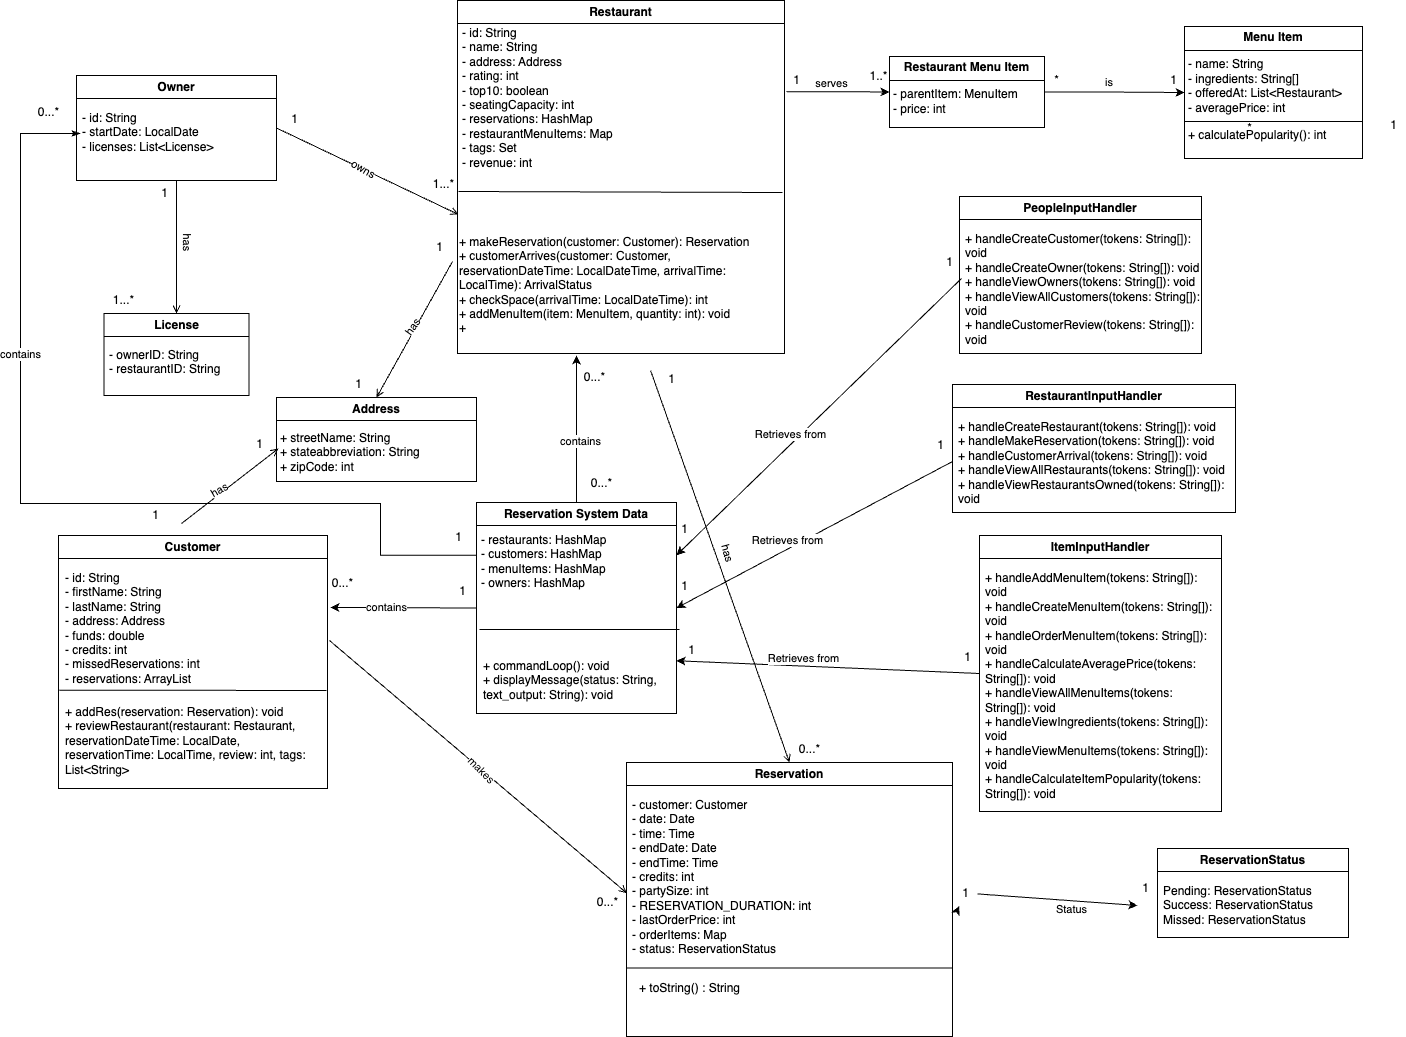 Restaurant
- id: String
- name: String
- address: Address
- rating: int
- top10: boolean
- seatingCapacity: int
- reservations: HashMap
- restaurantMenuItems: Map
- tags: Set
- revenue: int
+ makeReservation(customer: Customer): Reservation
+ customerArrives(customer: Customer,
reservationDateTime: LocalDateTime, arrivalTime:
LocalTime): ArrivalStatus
+ checkSpace(arrivalTime: LocalDateTime): int
+ addMenuItem(item: MenuItem, quantity: int): void
+
1
serves
1..*
Restaurant Menu Item
- parentItem: MenuItem
- price: int
*
is
1
Menu Item
- name: String
- ingredients: String[]
- offeredAt: List<Restaurant>
- averagePrice: int
*
+ calculatePopularity(): int
1
Owner
- id: String
- startDate: LocalDate
- licenses: List<License>
0...*
1
owns
1...*
1
has
1...*
License
- ownerID: String
- restaurantID: String
contains
1
has
1
Address
+ streetName: String
+ stateabbreviation: String
+ zipCode: int
1
has
1
PeopleInputHandler
+ handleCreateCustomer(tokens: String[]):
void
+ handleCreateOwner(tokens: String[]): void
+ handleViewOwners(tokens: String[]): void
+ handleViewAllCustomers(tokens: String[]):
void
+ handleCustomerReview(tokens: String[]):
void
1
Retrieves from
1
RestaurantInputHandler
+ handleCreateRestaurant(tokens: String[]): void
+ handleMakeReservation(tokens: String[]): void
+ handleCustomerArrival(tokens: String[]): void
+ handleViewAllRestaurants(tokens: String[]): void
+ handleViewRestaurantsOwned(tokens: String[]):
void
1
Retrieves from
1
0...*
contains
0...*
1
has
0...*
Reservation System Data
- restaurants: HashMap
- customers: HashMap
- menuItems: HashMap
- owners: HashMap
+ commandLoop(): void
+ displayMessage(status: String,
text_output: String): void
1
1
contains
0...*
Customer
- id: String
- firstName: String
- lastName: String
- address: Address
- funds: double
- credits: int
- missedReservations: int
- reservations: ArrayList
+ addRes(reservation: Reservation): void
+ reviewRestaurant(restaurant: Restaurant,
reservationDateTime: LocalDate,
reservationTime: LocalTime, review: int, tags:
List<String>
makes
0...*
ItemInputHandler
+ handleAddMenuItem(tokens: String[]):
void
+ handleCreateMenuItem(tokens: String[]):
void
+ handleOrderMenuItem(tokens: String[]):
void
+ handleCalculateAveragePrice(tokens:
String[]): void
+ handleViewAllMenuItems(tokens:
String[]): void
+ handleViewIngredients(tokens: String[]):
void
+ handleViewMenuItems(tokens: String[]):
void
+ handleCalculateItemPopularity(tokens:
String[]): void
1
Retrieves from
1
Reservation
- customer: Customer
- date: Date
- time: Time
- endDate: Date
- endTime: Time
- credits: int
- partySize: int
- RESERVATION_DURATION: int
- lastOrderPrice: int
- orderItems: Map
- status: ReservationStatus
+ toString() : String
1
Status
1
ReservationStatus
Pending: ReservationStatus
Success: ReservationStatus
Missed: ReservationStatus